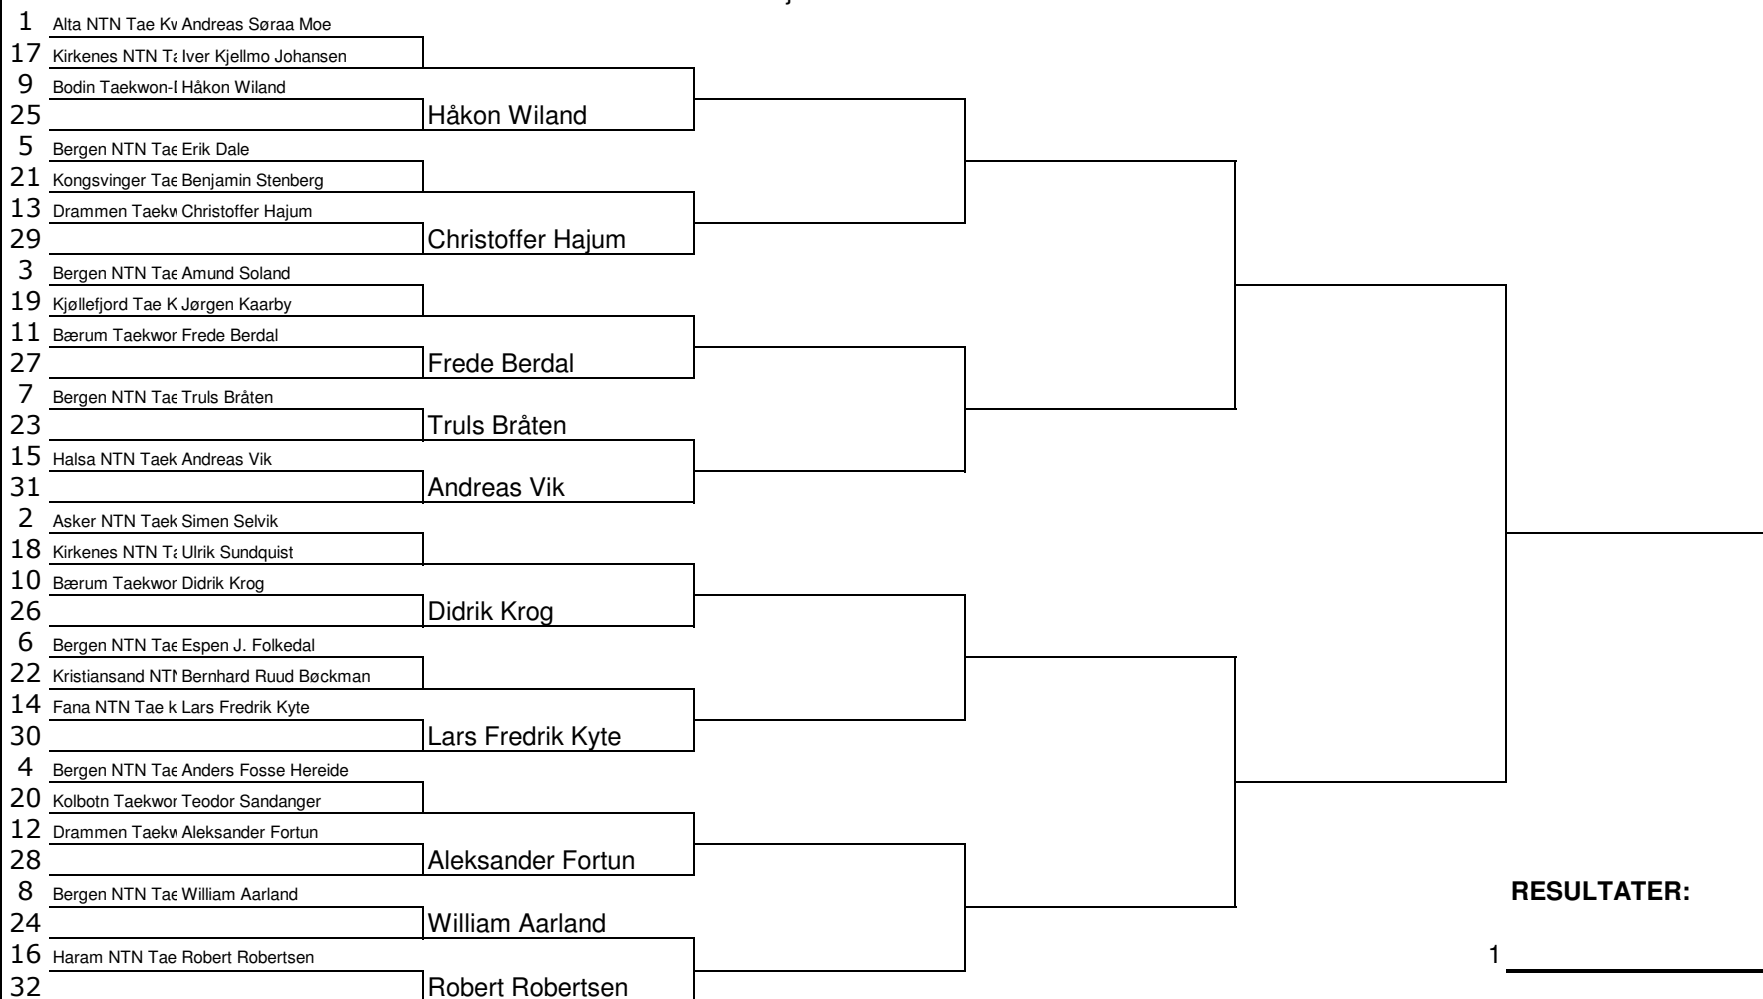 1 Alta NTN Tae Kv Andreas Søraa Moe
17 Kirkenes NTN Ta Iver Kjellmo Johansen
9 Bodin Taekwon-D Håkon Wiland
25 Håkon Wiland
5 Bergen NTN Tae Erik Dale
21 Kongsvinger Tae Benjamin Stenberg
13 Drammen Taekw Christoffer Hajum
29 Christoffer Hajum
3 Bergen NTN Tae Amund Soland
19 Kjøllefjord Tae K Jørgen Kaarby
11 Bærum Taekwor Frede Berdal
27 Frede Berdal
7 Bergen NTN Tae Truls Bråten
23 Truls Bråten
15 Halsa NTN Taek Andreas Vik
31 Andreas Vik
2 Asker NTN Taek Simen Selvik
18 Kirkenes NTN Ta Ulrik Sundquist
10 Bærum Taekwor Didrik Krog
26 Didrik Krog
6 Bergen NTN Tae Espen J. Folkedal
22 Kristiansand NTN Bernhard Ruud Bøckman
14 Fana NTN Tae k Lars Fredrik Kyte
30 Lars Fredrik Kyte
4 Bergen NTN Tae Anders Fosse Hereide
20 Kolbotn Taekwor Teodor Sandanger
12 Drammen Taekw Aleksander Fortun
28 Aleksander Fortun
8 Bergen NTN Tae William Aarland
RESULTATER:
24 William Aarland
16 Haram NTN Tae Robert Robertsen
1
32 Robert Robertsen